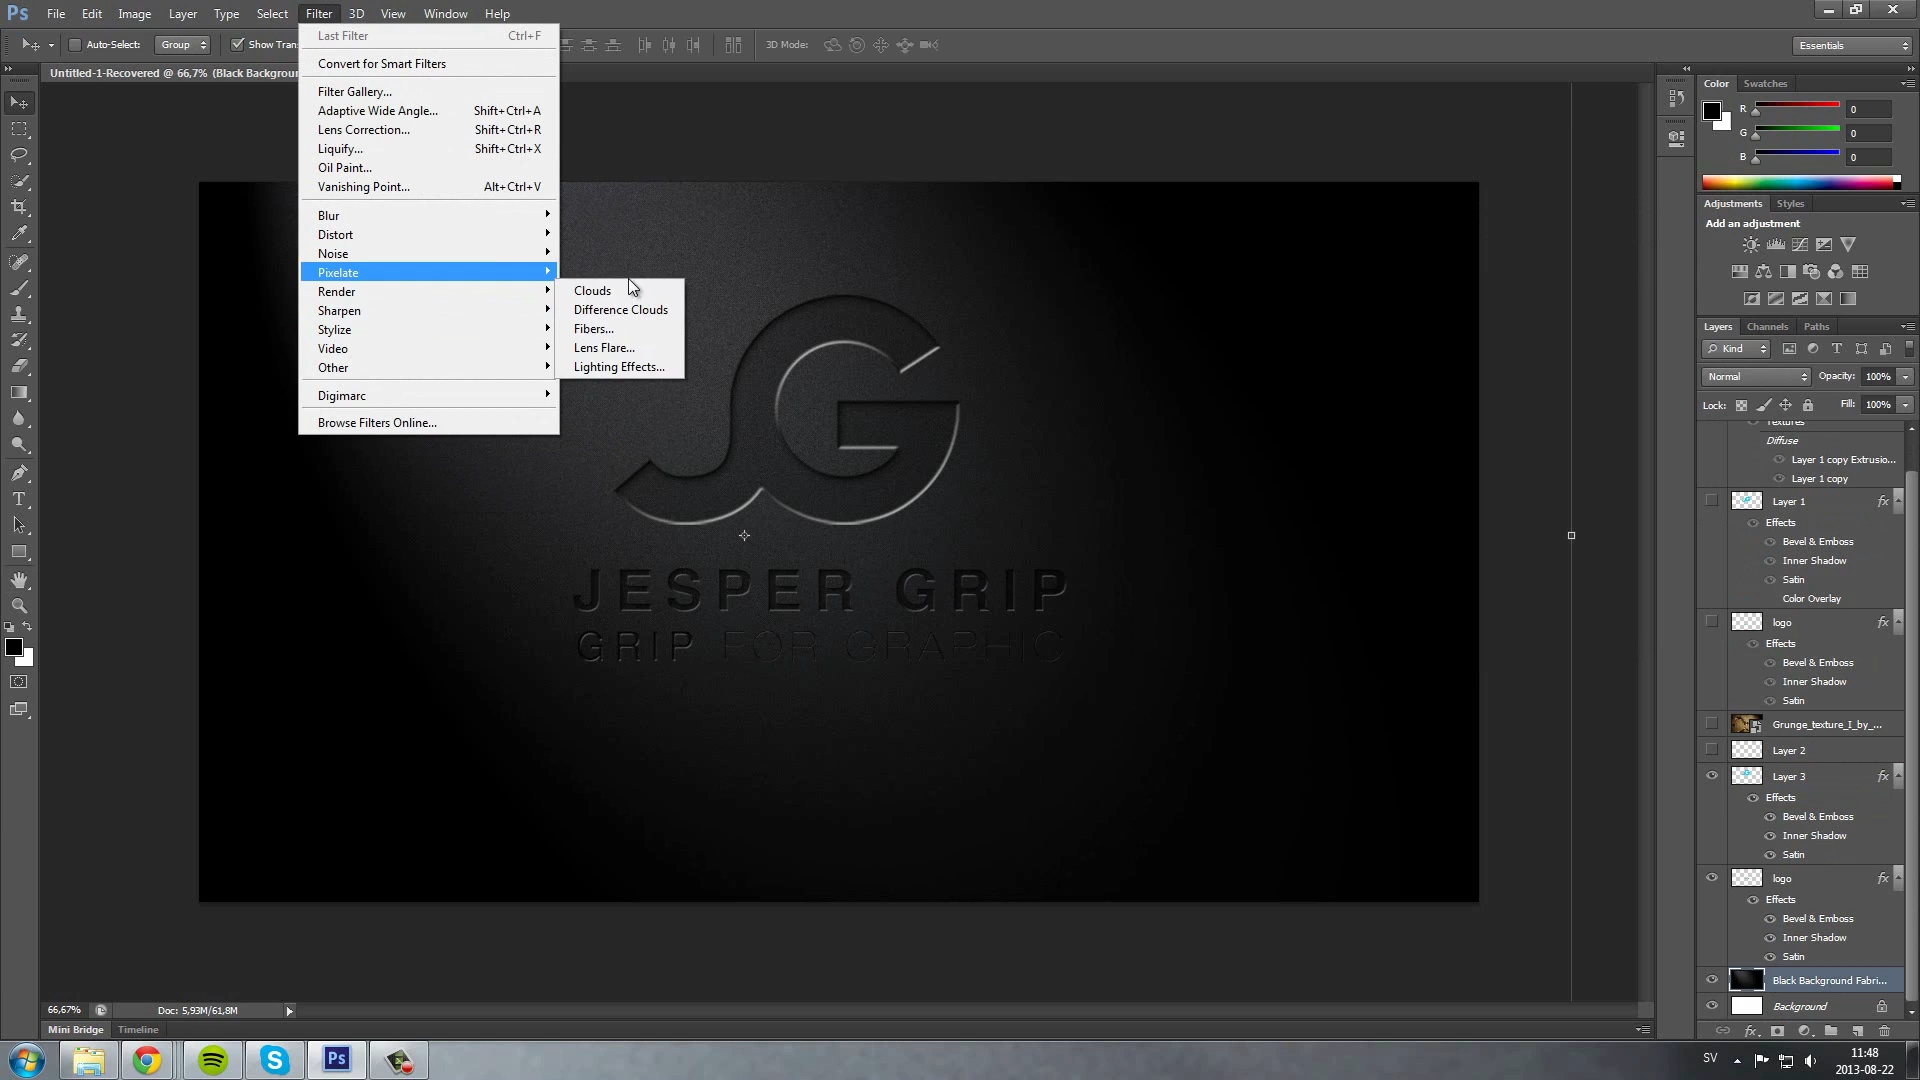 Ps File Edit Image Layer Type Select Filter 3D View Window Help
Auto-Select: Group Show Tran 3D Mode: Essentials
Untitled-1-Recovered @ 66,7% (Black Backgroun
Last Filter Ctrl+F
Convert for Smart Filters
Filter Gallery...
Adaptive Wide Angle... Shift+Ctrl+A
Lens Correction... Shift+Ctrl+R
Liquify... Shift+Ctrl+X
Oil Paint...
Vanishing Point... Alt+Ctrl+V
Blur
Distort
Noise
Pixelate
Render
Sharpen
Stylize
Video
Other
Digimarc
Browse Filters Online...
Clouds
Difference Clouds
Fibers...
Lens Flare...
Lighting Effects...
JG
JESPER GRIP
GRIP FOR GRAPHIC
Color Swatches
R 0
G 0
B 0
Adjustments Styles
Add an adjustment
Layers Channels Paths
Kind
Normal Opacity: 100%
Lock: Fill: 100%
Textures
Diffuse
Layer 1 copy Extrusio...
Layer 1 copy
Layer 1 fx
Effects
Bevel & Emboss
Inner Shadow
Satin
Color Overlay
logo fx
Effects
Bevel & Emboss
Inner Shadow
Satin
Grunge_texture_I_by_...
Layer 2
Layer 3 fx
Effects
Bevel & Emboss
Inner Shadow
Satin
logo fx
Effects
Bevel & Emboss
Inner Shadow
Satin
Black Background Fabri...
Background
66,67% Doc: 5,93M/61,8M
Mini Bridge Timeline
Ps
SV
11:48
2013-08-22